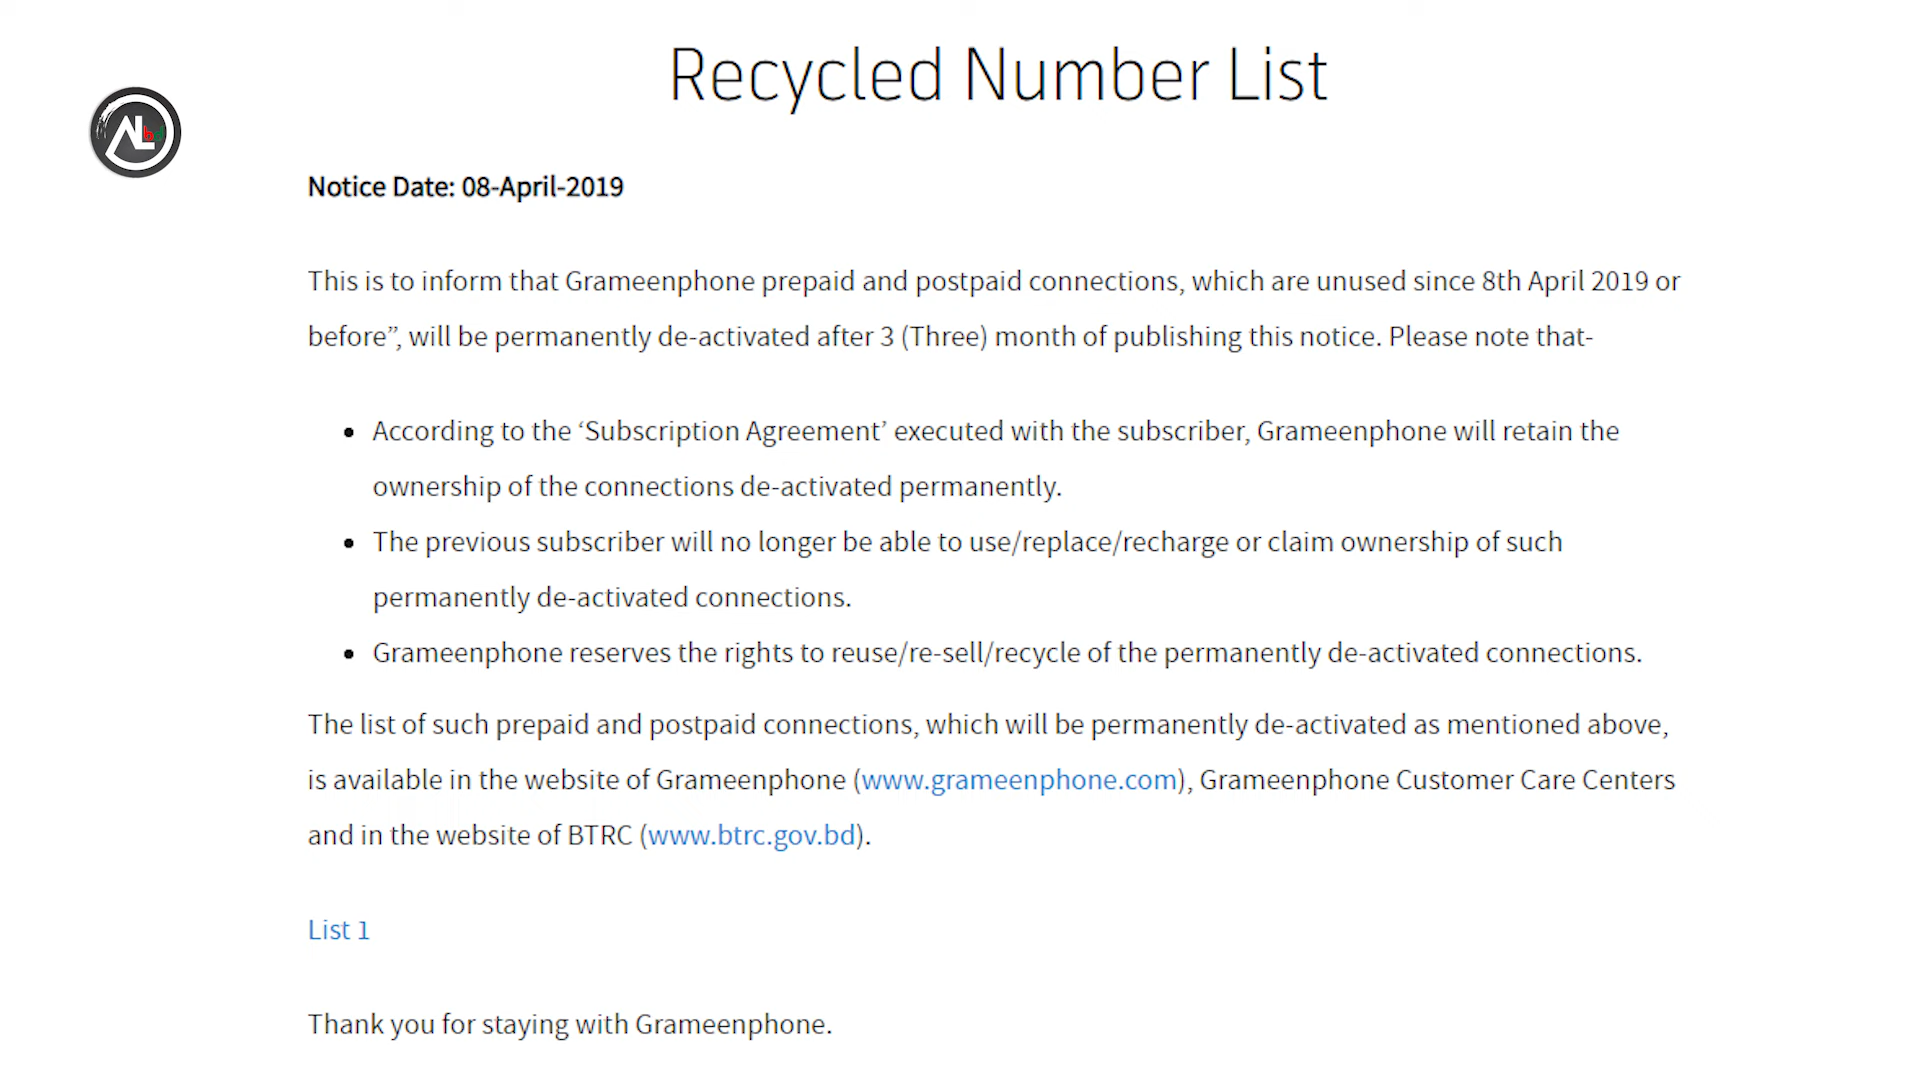 Recycled Number List
ALbd
Notice Date: 08-April-2019
This is to inform that Grameenphone prepaid and postpaid connections, which are unused since 8th April 2019 or
before”, will be permanently de-activated after 3 (Three) month of publishing this notice. Please note that-
• According to the ‘Subscription Agreement’ executed with the subscriber, Grameenphone will retain the
ownership of the connections de-activated permanently.
• The previous subscriber will no longer be able to use/replace/recharge or claim ownership of such
permanently de-activated connections.
• Grameenphone reserves the rights to reuse/re-sell/recycle of the permanently de-activated connections.
The list of such prepaid and postpaid connections, which will be permanently de-activated as mentioned above,
is available in the website of Grameenphone (www.grameenphone.com), Grameenphone Customer Care Centers
and in the website of BTRC (www.btrc.gov.bd).
List 1
Thank you for staying with Grameenphone.